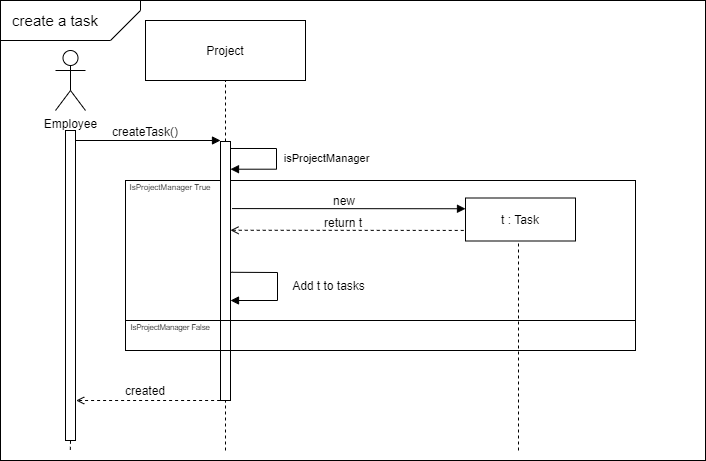 create a task
Project
Employee
createTask()
isProjectManager
IsProjectManager True
new
t : Task
return t
Add t to tasks
IsProjectManager False
created